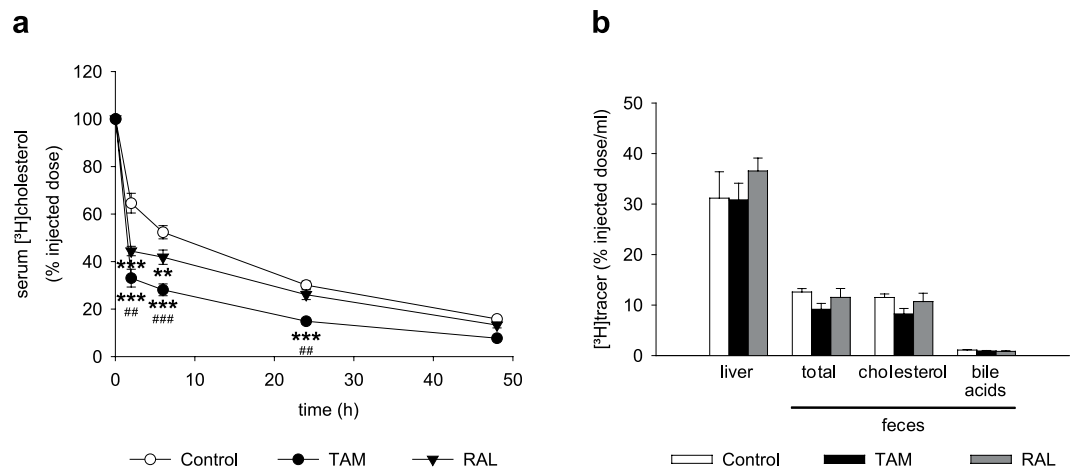 a
120
100
80
60
40
20
0
serum [³H]cholesterol
(% injected dose)
***
**
***
##
***
###
***
##
0 10 20 30 40 50
time (h)
Control TAM RAL
b
50
40
30
20
10
0
[³H]tracer (% injected dose/ml)
liver total cholesterol bile
acids
feces
Control TAM RAL